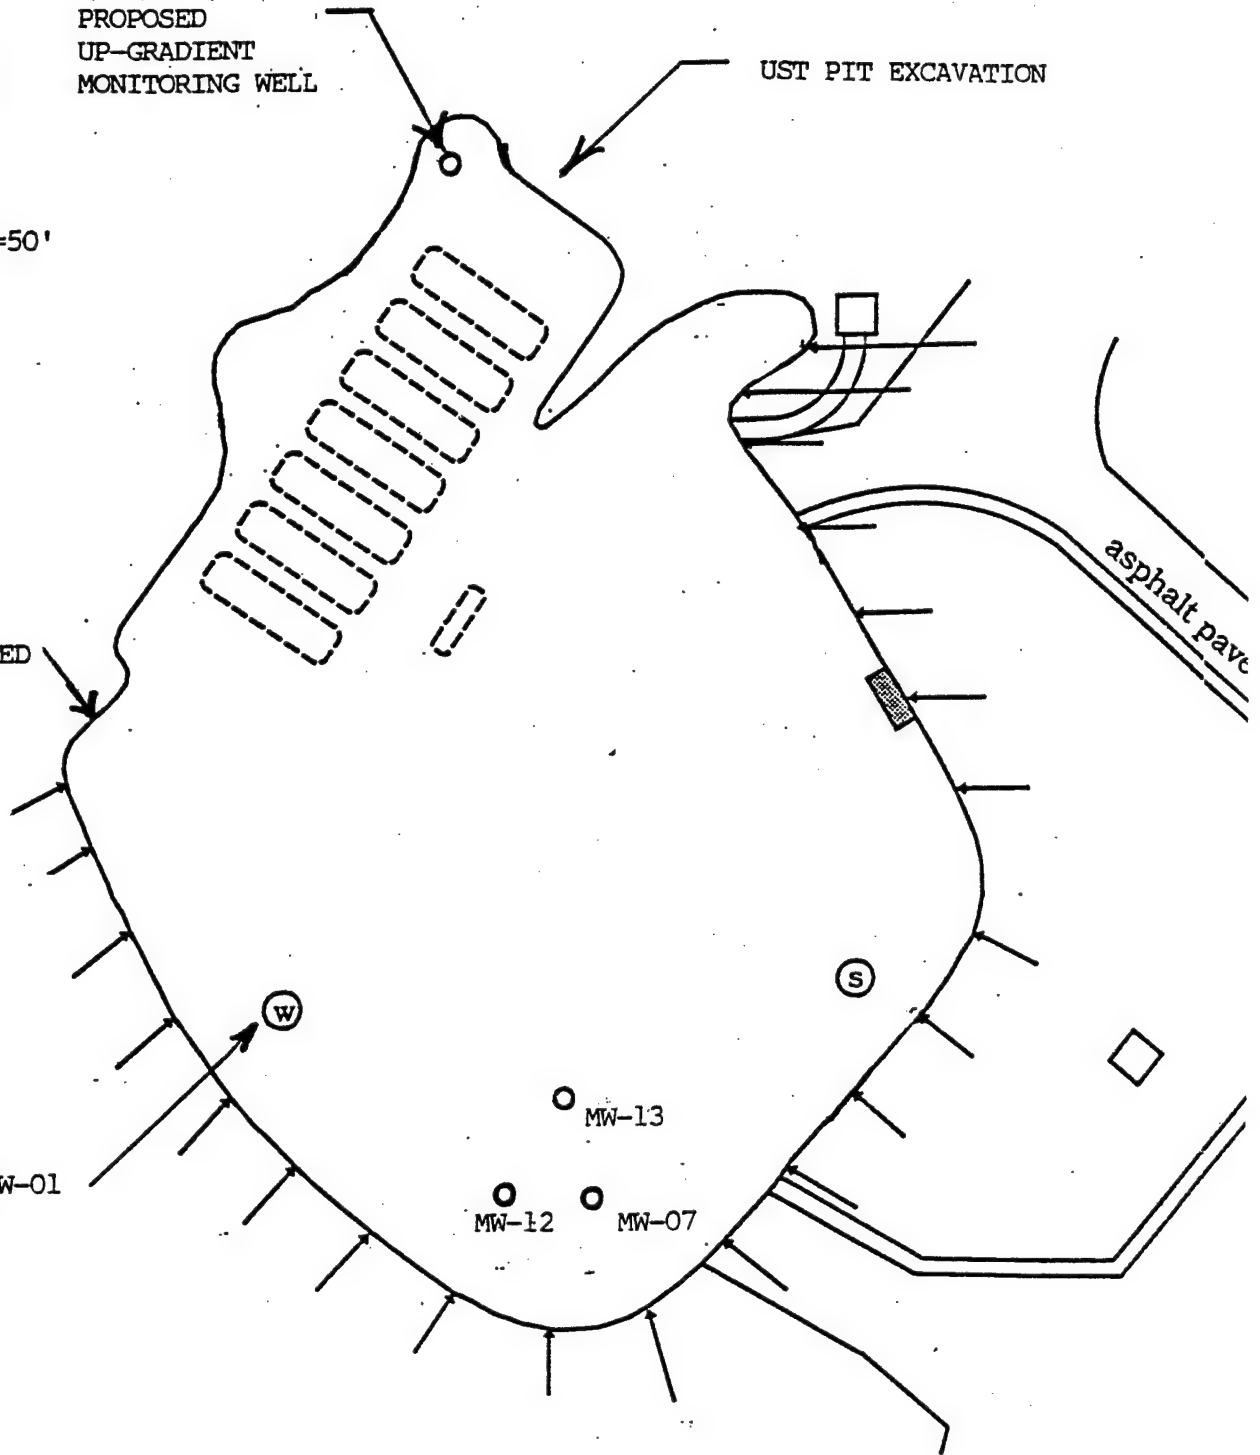 PROPOSED
UP-GRADIENT
MONITORING WELL
UST PIT EXCAVATION
=50'
asphalt pave
ED
W
S
MW-13
W-01
MW-12
MW-07